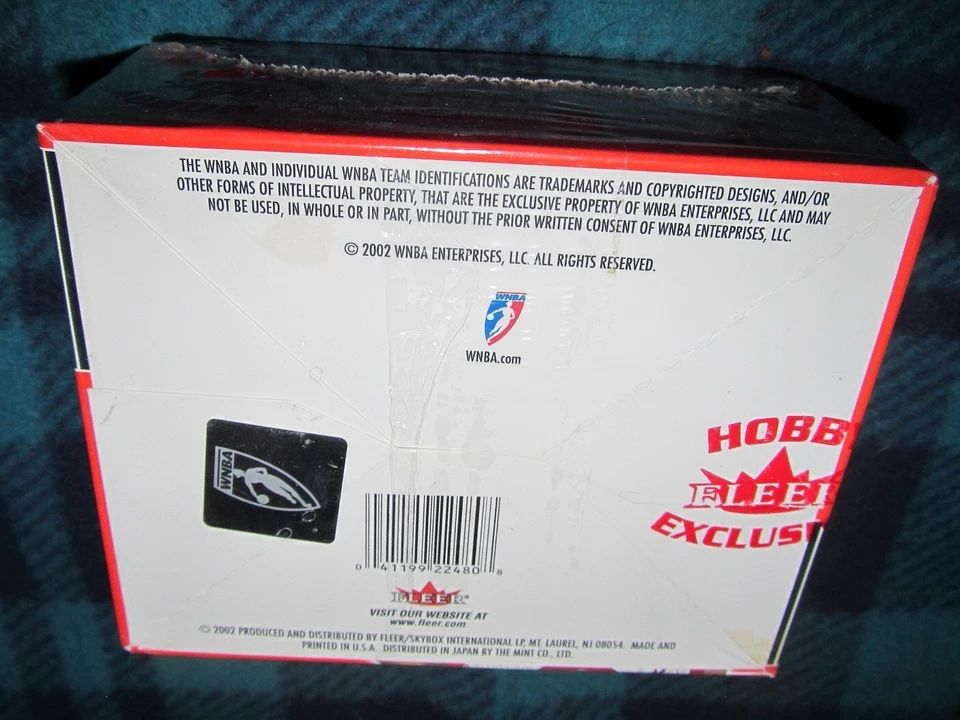 THE WNBA AND INDIVIDUAL WNBA TEAM IDENTIFICATIONS ARE TRADEMARKS AND COPYRIGHTED DESIGNS, AND/OR
OTHER FORMS OF INTELLECTUAL PROPERTY, THAT ARE THE EXCLUSIVE PROPERTY OF WNBA ENTERPRISES, LLC AND MAY
NOT BE USED, IN WHOLE OR IN PART, WITHOUT THE PRIOR WRITTEN CONSENT OF WNBA ENTERPRISES, LLC.
© 2002 WNBA ENTERPRISES, LLC. ALL RIGHTS RESERVED.
WNBA
WNBA.com
HOBB
FLEER
EXCLUSI
WNBA
0 41199 22480 8
FLEER®
VISIT OUR WEBSITE AT
www.fleer.com
© 2002 PRODUCED AND DISTRIBUTED BY FLEER/SKYBOX INTERNATIONAL LP, MT. LAUREL, NJ 08054. MADE AND
PRINTED IN U.S.A. DISTRIBUTED IN JAPAN BY THE MINT CO., LTD.